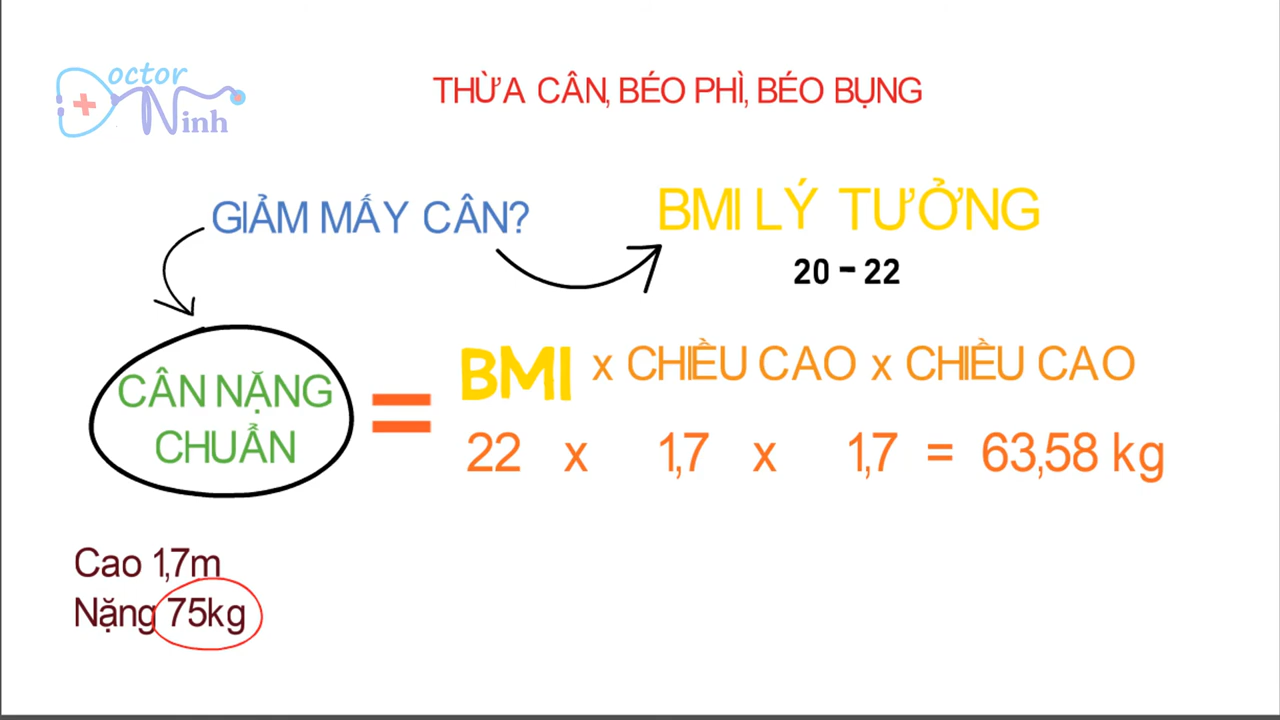 Doctor
Ninh
THỪA CÂN, BÉO PHÌ, BÉO BỤNG
GIẢM MẤY CÂN?
BMI LÝ TƯỞNG
20 - 22
CÂN NẶNG
CHUẨN
= BMI x CHIỀU CAO x CHIỀU CAO
22 x 1,7 x 1,7 = 63,58 kg
Cao 1,7m
Nặng 75kg